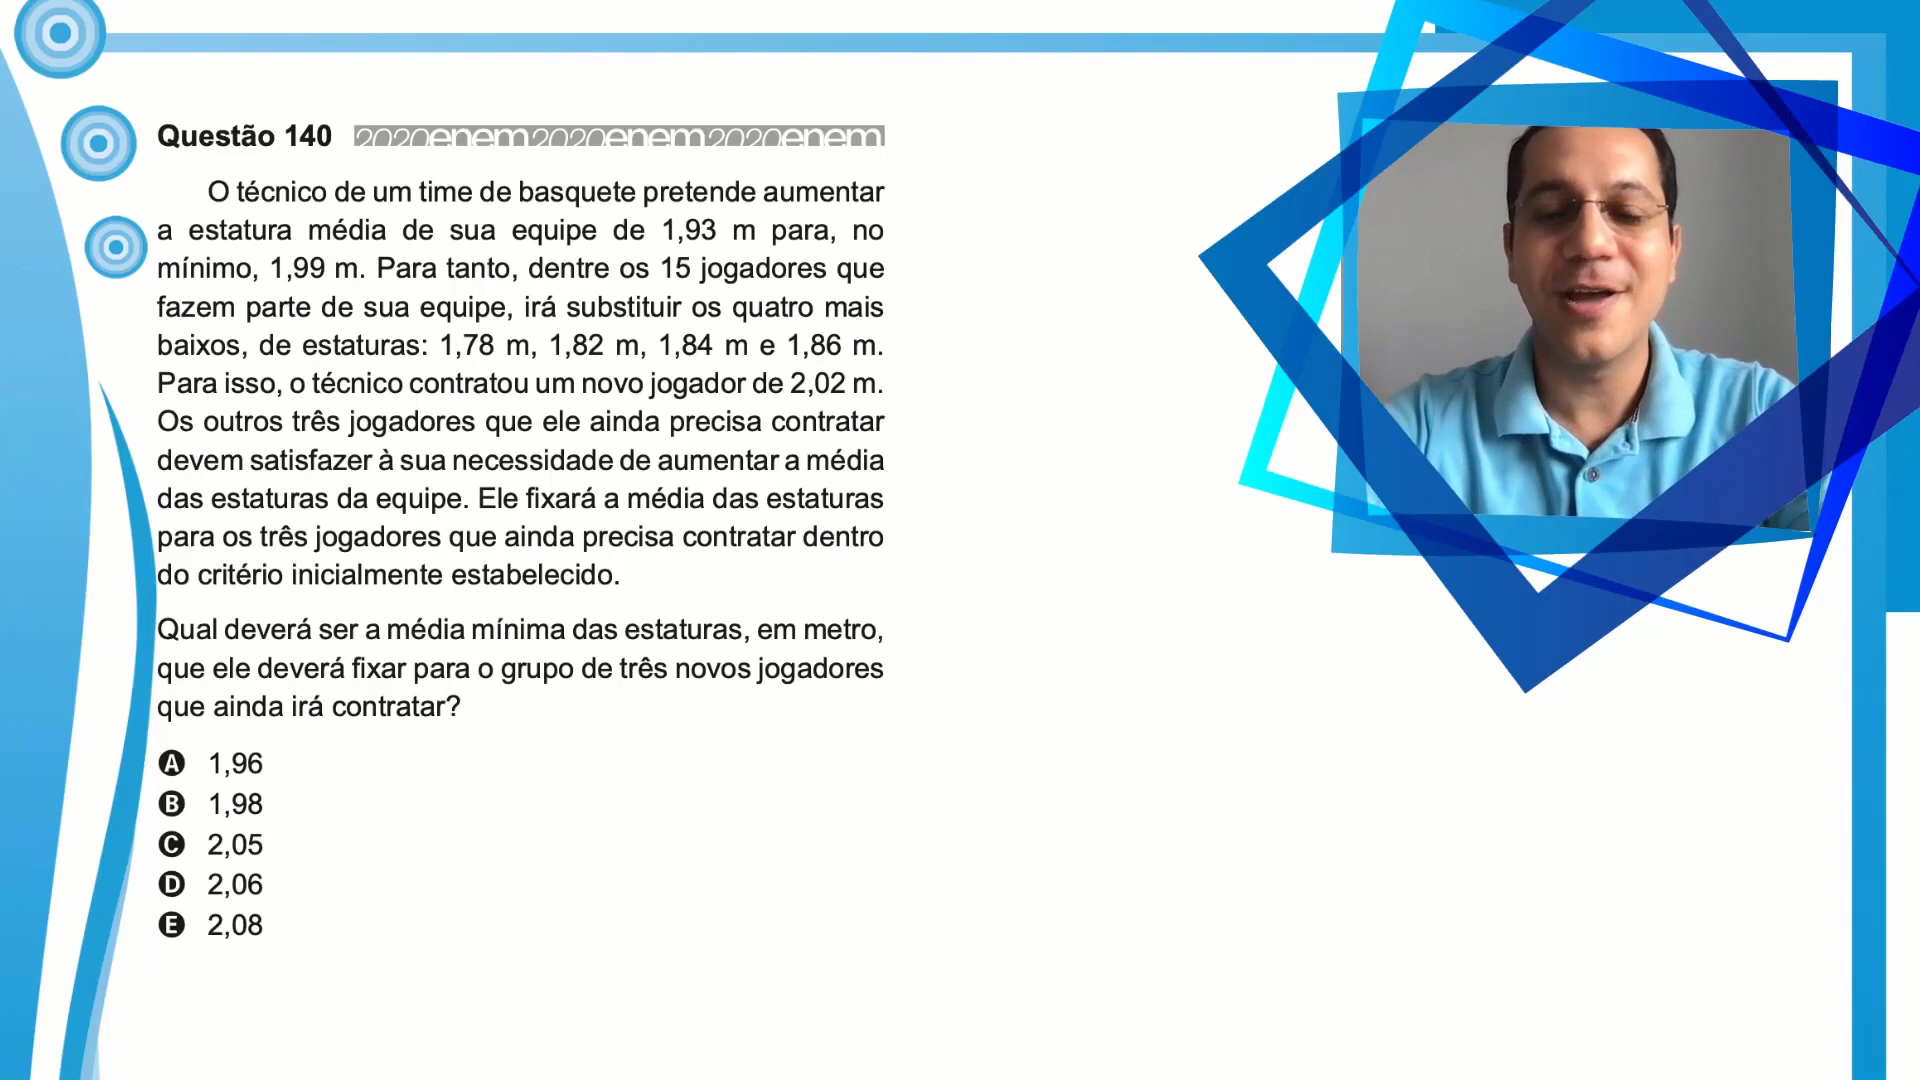 Questão 140 2020enem2020enem2020enem
O técnico de um time de basquete pretende aumentar
a estatura média de sua equipe de 1,93 m para, no
mínimo, 1,99 m. Para tanto, dentre os 15 jogadores que
fazem parte de sua equipe, irá substituir os quatro mais
baixos, de estaturas: 1,78 m, 1,82 m, 1,84 m e 1,86 m.
Para isso, o técnico contratou um novo jogador de 2,02 m.
Os outros três jogadores que ele ainda precisa contratar
devem satisfazer à sua necessidade de aumentar a média
das estaturas da equipe. Ele fixará a média das estaturas
para os três jogadores que ainda precisa contratar dentro
do critério inicialmente estabelecido.
Qual deverá ser a média mínima das estaturas, em metro,
que ele deverá fixar para o grupo de três novos jogadores
que ainda irá contratar?
A 1,96
B 1,98
C 2,05
D 2,06
E 2,08